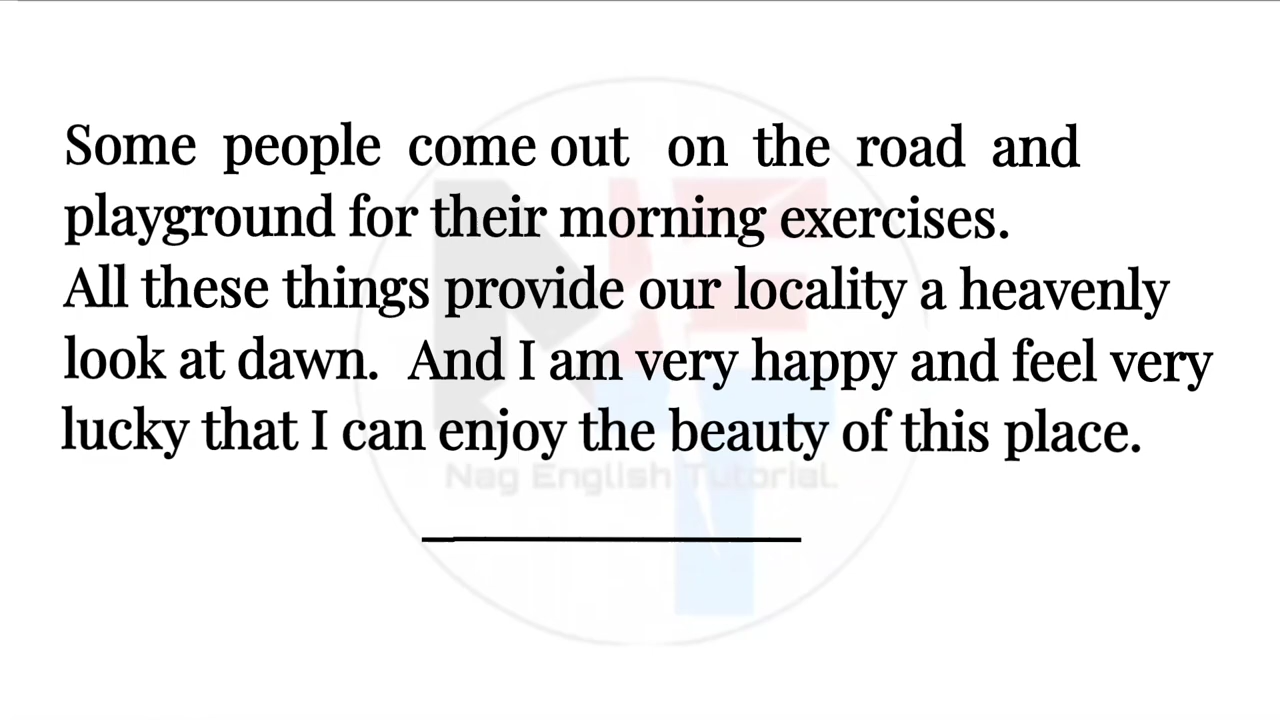 Some people come out on the road and
playground for their morning exercises.
All these things provide our locality a heavenly
look at dawn. And I am very happy and feel very
lucky that I can enjoy the beauty of this place.
Nag English Tutorial.